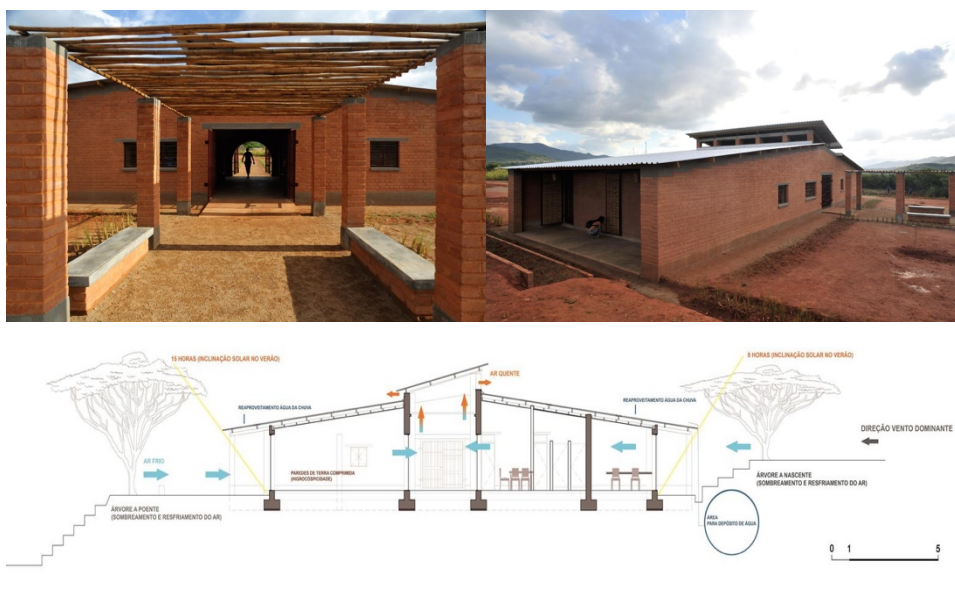 15 HORAS (INCLINAÇÃO SOLAR NO VERÃO)
9 HORAS (INCLINAÇÃO SOLAR NO VERÃO)
AR QUENTE
REAPROVEITAMENTO ÁGUA DA CHUVA
REAPROVEITAMENTO ÁGUA DA CHUVA
DIREÇÃO VENTO DOMINANTE
AR FRIO
PAREDES DE TERRA COMPRIMIDA
(HIGROCÓSPICIDADE)
ÁRVORE A NASCENTE
(SOMBREAMENTO E RESFRIAMENTO DO AR)
ÁRVORE A POENTE
(SOMBREAMENTO E RESFRIAMENTO DO AR)
ÁREA
PARA DEPÓSITO DE ÁGUA
0 1 5